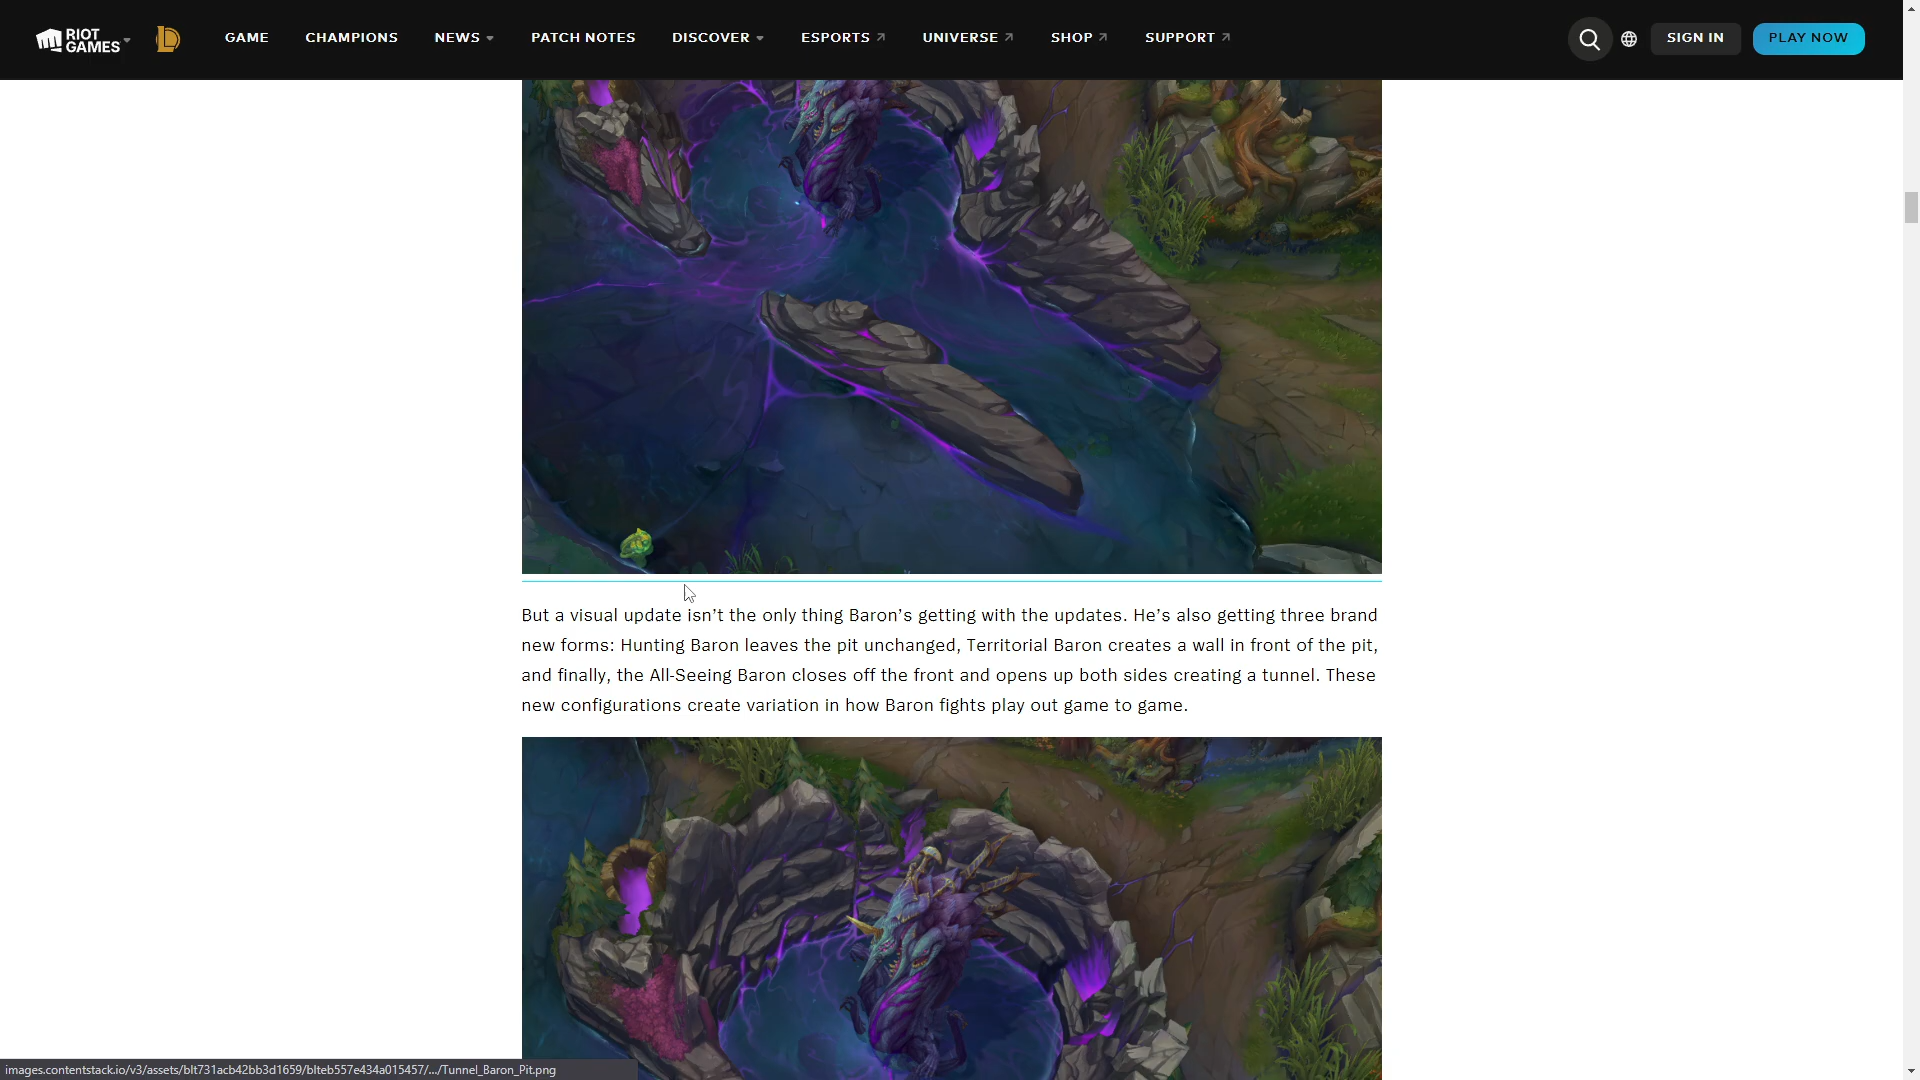 RIOT GAMES
GAME
CHAMPIONS
NEWS
PATCH NOTES
DISCOVER
ESPORTS
UNIVERSE
SHOP
SUPPORT
SIGN IN
PLAY NOW
But a visual update isn’t the only thing Baron’s getting with the updates. He’s also getting three brand
new forms: Hunting Baron leaves the pit unchanged, Territorial Baron creates a wall in front of the pit,
and finally, the All-Seeing Baron closes off the front and opens up both sides creating a tunnel. These
new configurations create variation in how Baron fights play out game to game.
images.contentstack.io/v3/assets/blt731acb42bb3d1659/blteb557e434a015457/.../Tunnel_Baron_Pit.png